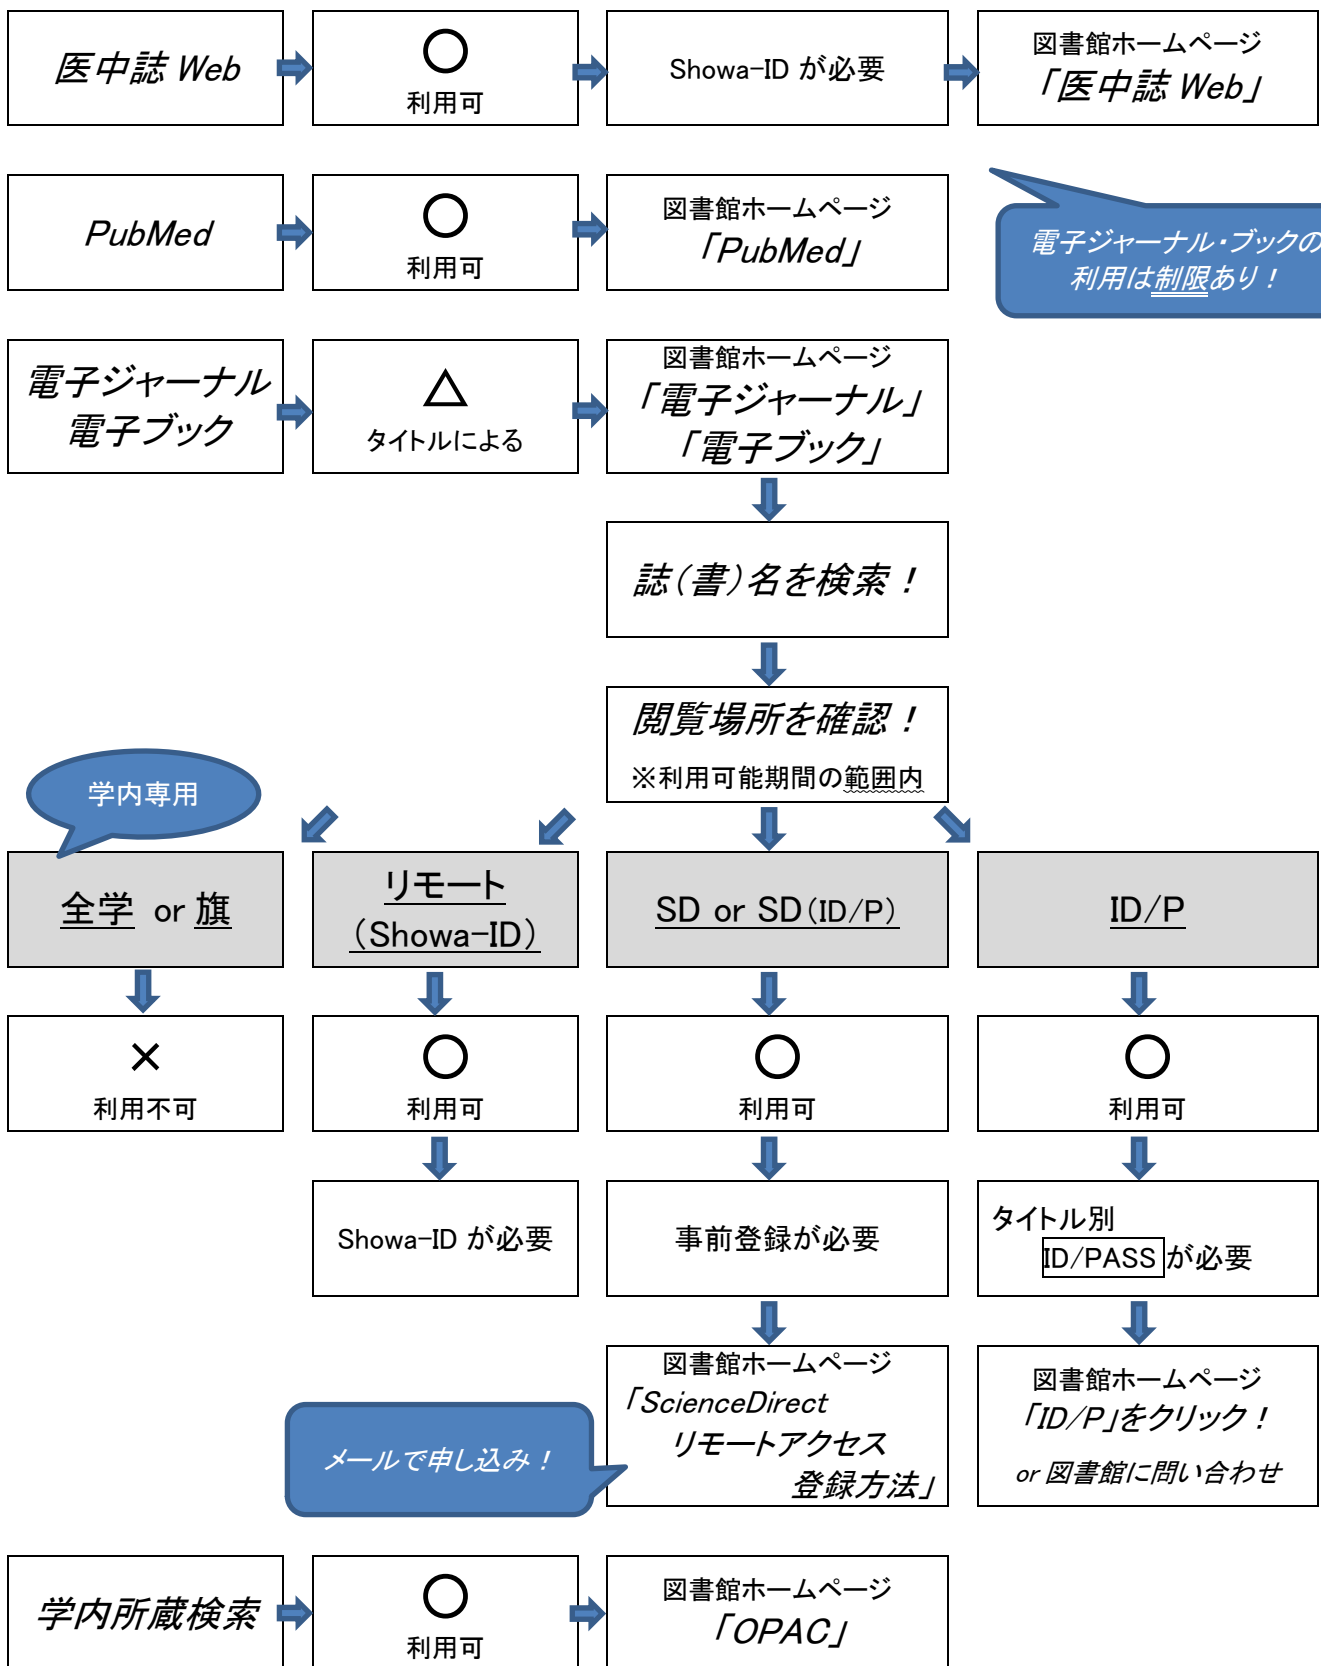 医中誌 Web
○
利用可
Showa-ID が必要
図書館ホームページ
「医中誌 Web」
PubMed
○
利用可
図書館ホームページ
「PubMed」
電子ジャーナル・ブックの
利用は制限あり！
電子ジャーナル
電子ブック
△
タイトルによる
図書館ホームページ
「電子ジャーナル」
「電子ブック」
誌（書）名を検索！
閲覧場所を確認！
※利用可能期間の範囲内
学内専用
全学 or 旗
リモート
（Showa-ID）
SD or SD（ID/P）
ID/P
×
利用不可
○
利用可
○
利用可
○
利用可
Showa-ID が必要
事前登録が必要
タイトル別
ID/PASS が必要
メールで申し込み！
図書館ホームページ
「ScienceDirect
リモートアクセス
登録方法」
図書館ホームページ
「ID/P」をクリック！
or 図書館に問い合わせ
学内所蔵検索
○
利用可
図書館ホームページ
「OPAC」